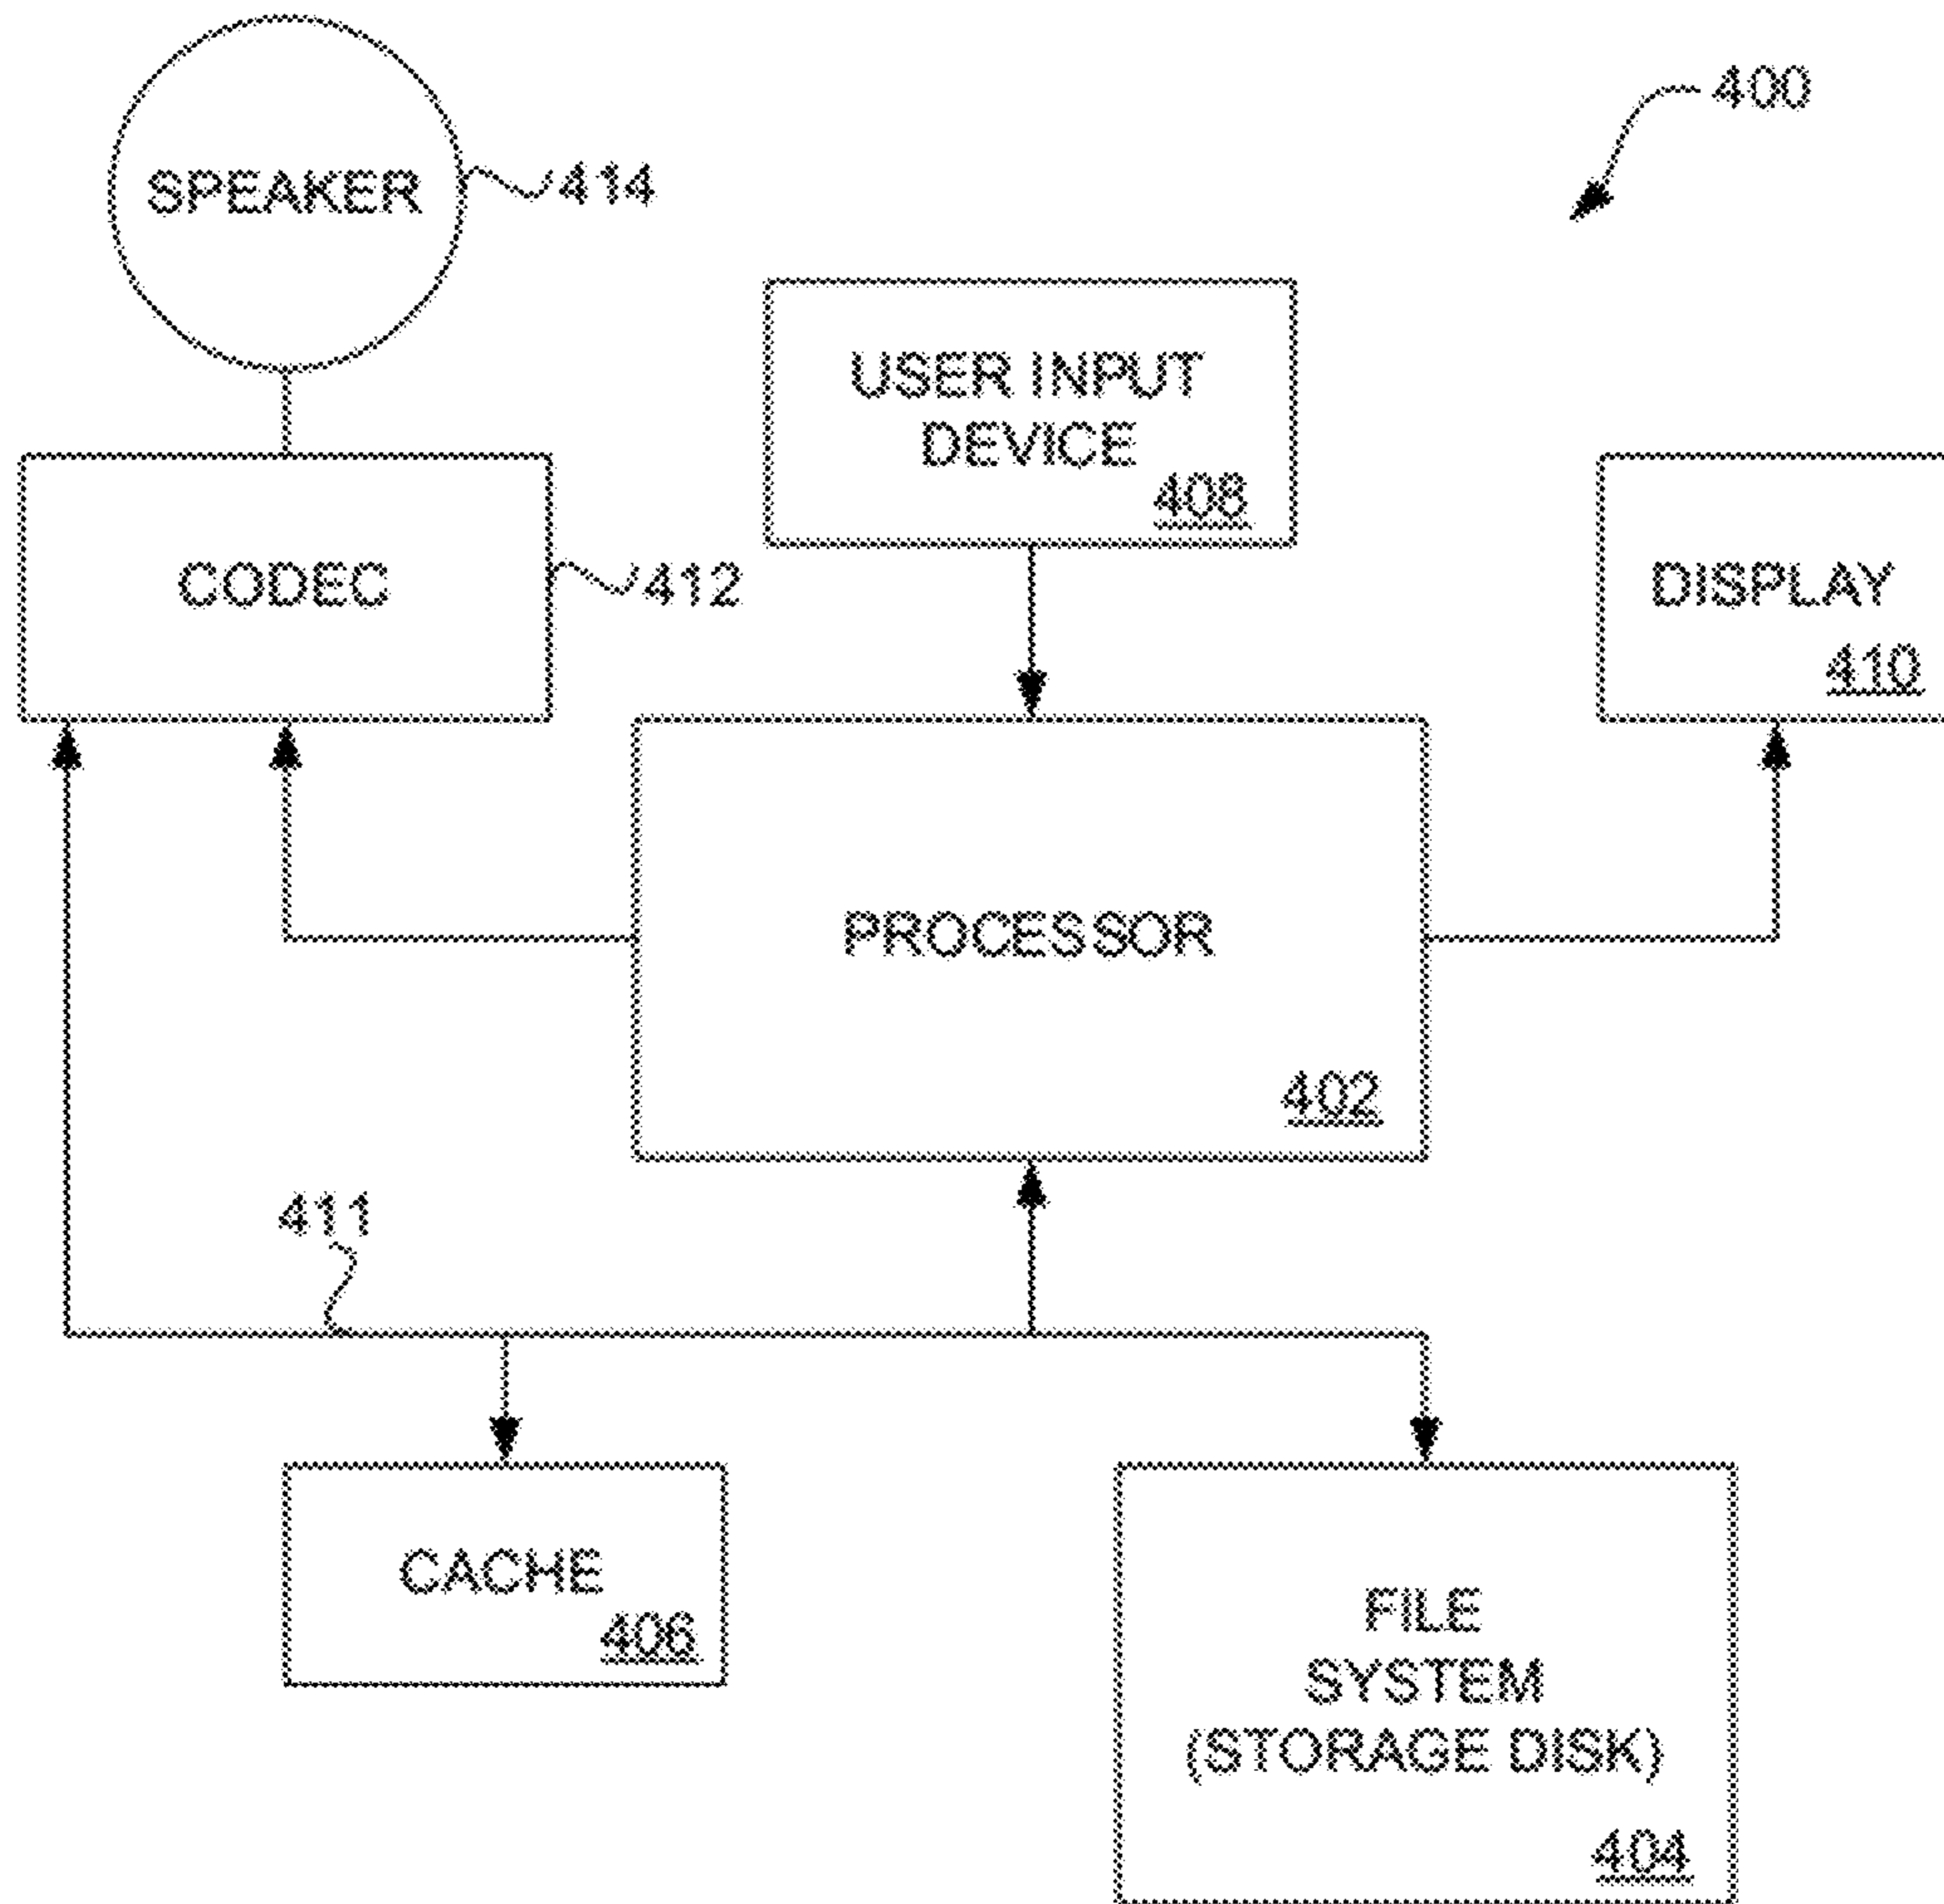 400
SPEAKER
414
USER INPUT
DEVICE
408
CODEC
412
DISPLAY
410
PROCESSOR
402
411
CACHE
406
FILE
SYSTEM
(STORAGE DISK)
404